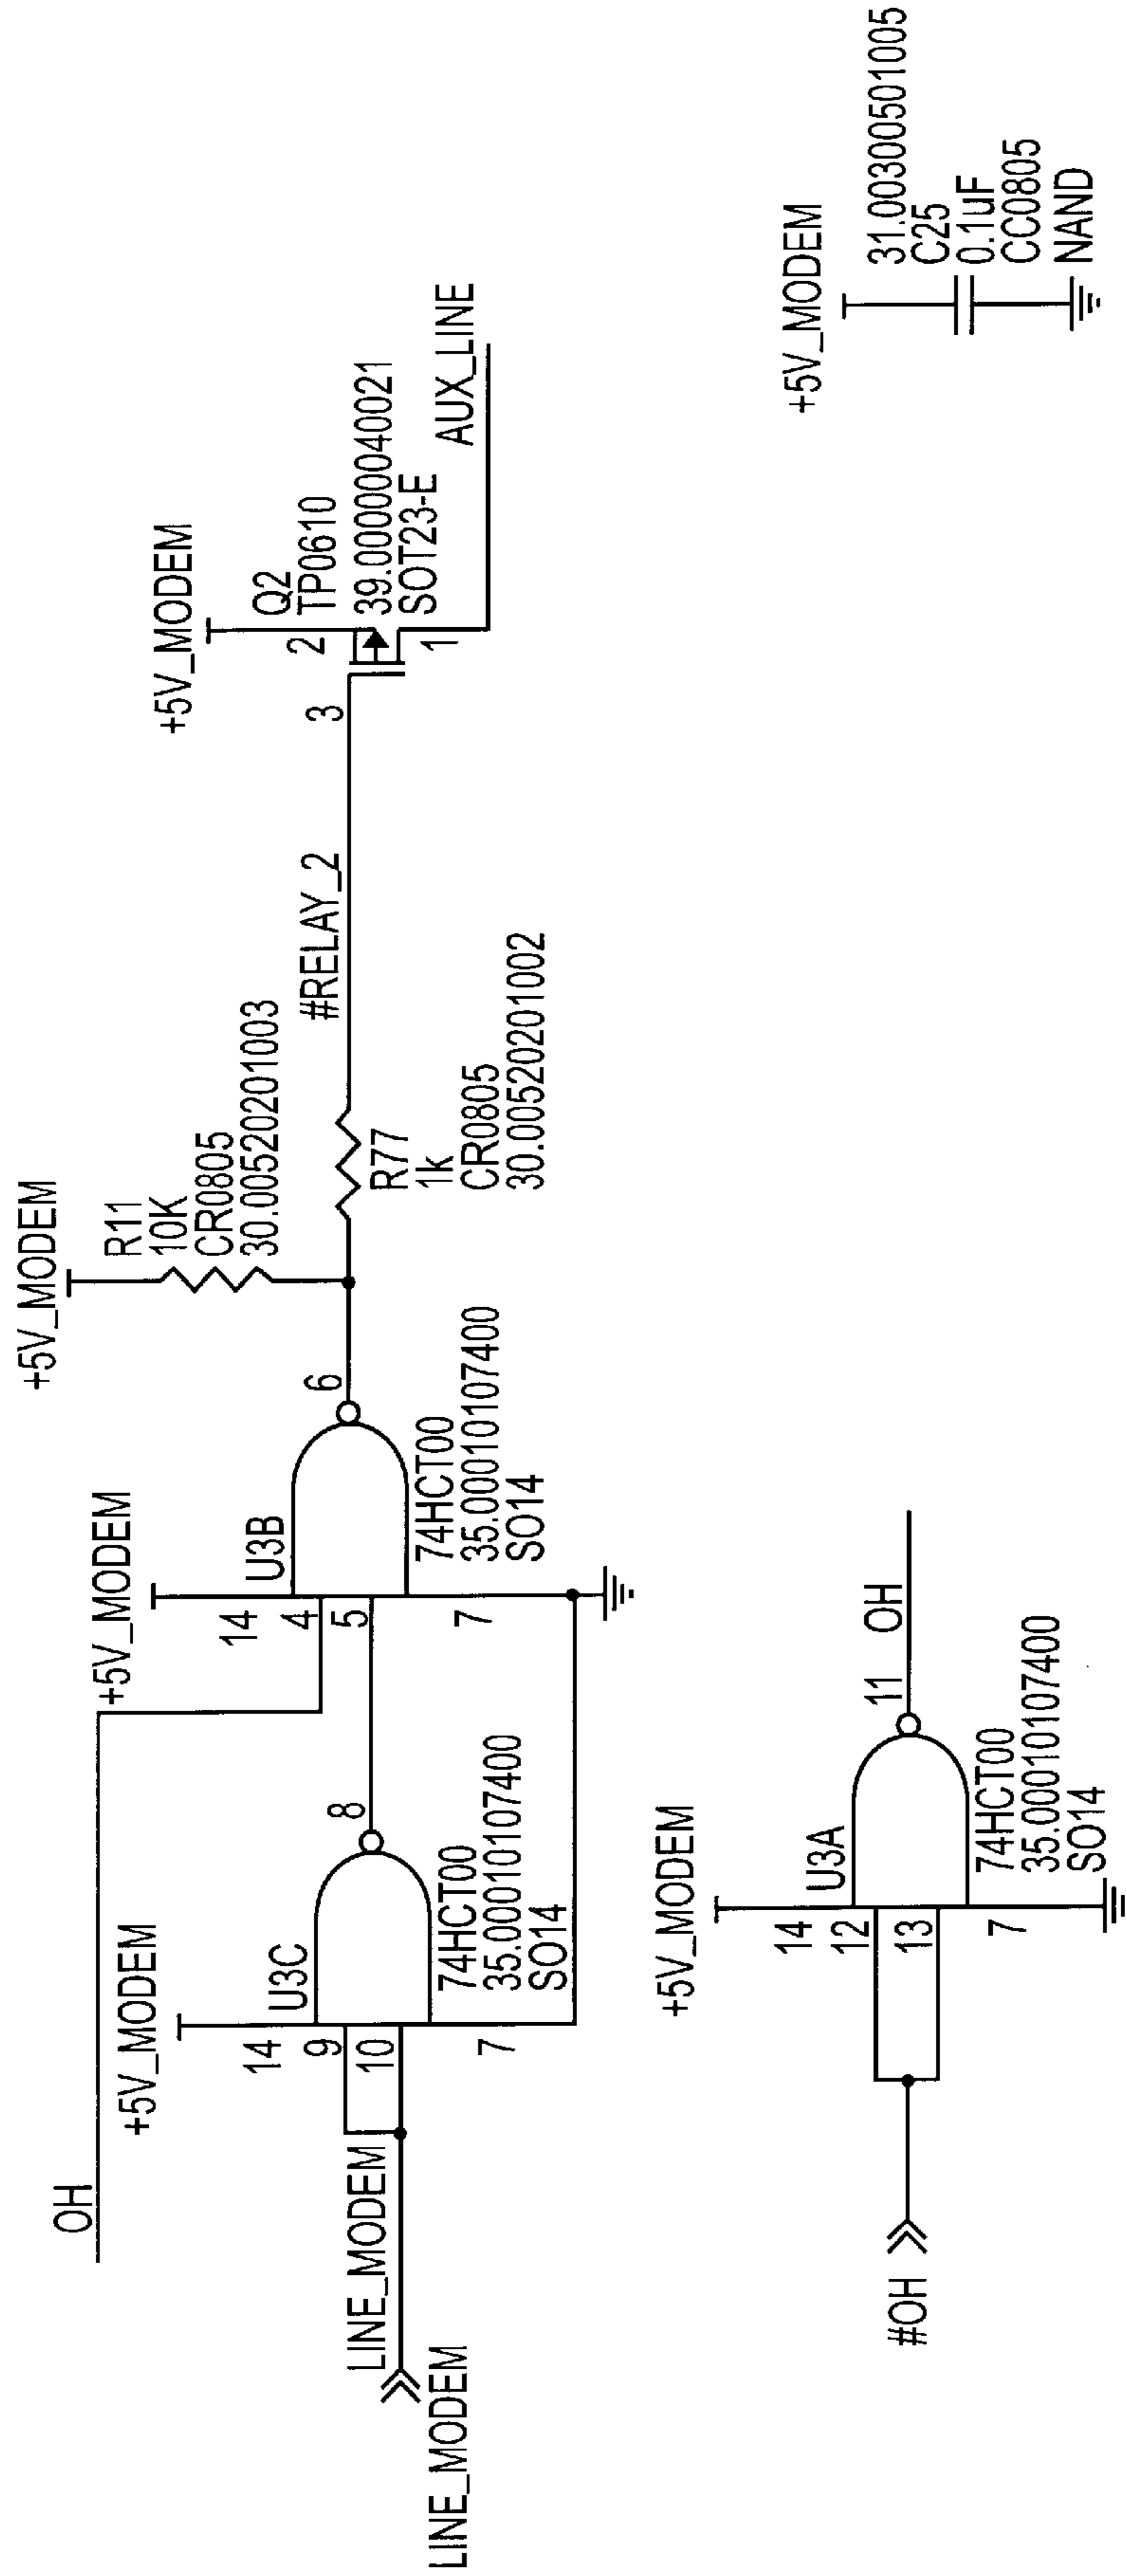 OH
+5V_MODEM
14
9
10
7
U3C
74HCT00
35.00010107400
SO14
8
LINE_MODEM
LINE_MODEM
+5V_MODEM
14
4
5
7
U3B
74HCT00
35.00010107400
SO14
6
+5V_MODEM
R11
10K
CR0805
30.00520201003
R77
1k
CR0805
30.00520201002
#RELAY_2
+5V_MODEM
3
2
1
Q2
TP0610
39.00000040021
SOT23-E
AUX_LINE
#OH
+5V_MODEM
14
12
13
7
U3A
74HCT00
35.00010107400
SO14
11
OH
+5V_MODEM
31.00300501005
C25
0.1uF
CC0805
NAND